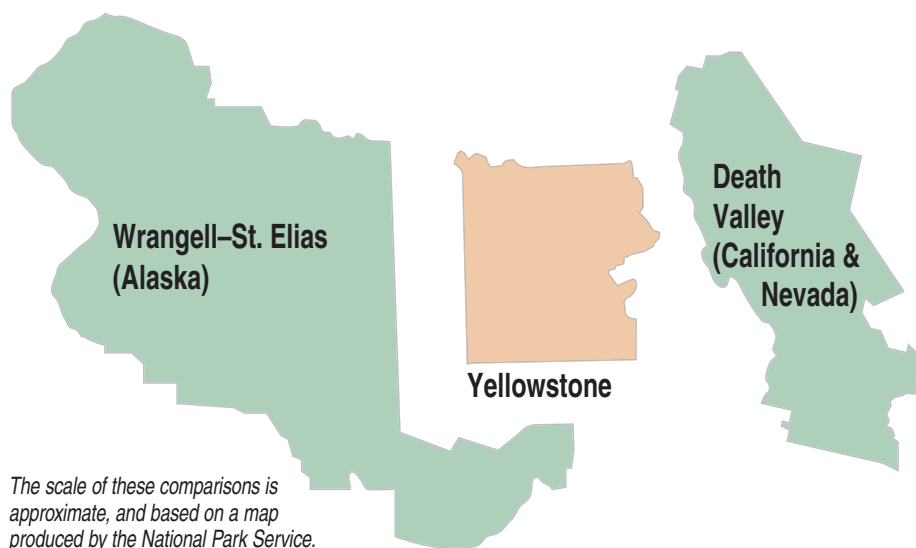 Wrangell–St. Elias
(Alaska)
Death
Valley
(California &
Nevada)
Yellowstone
The scale of these comparisons is
approximate, and based on a map
produced by the National Park Service.